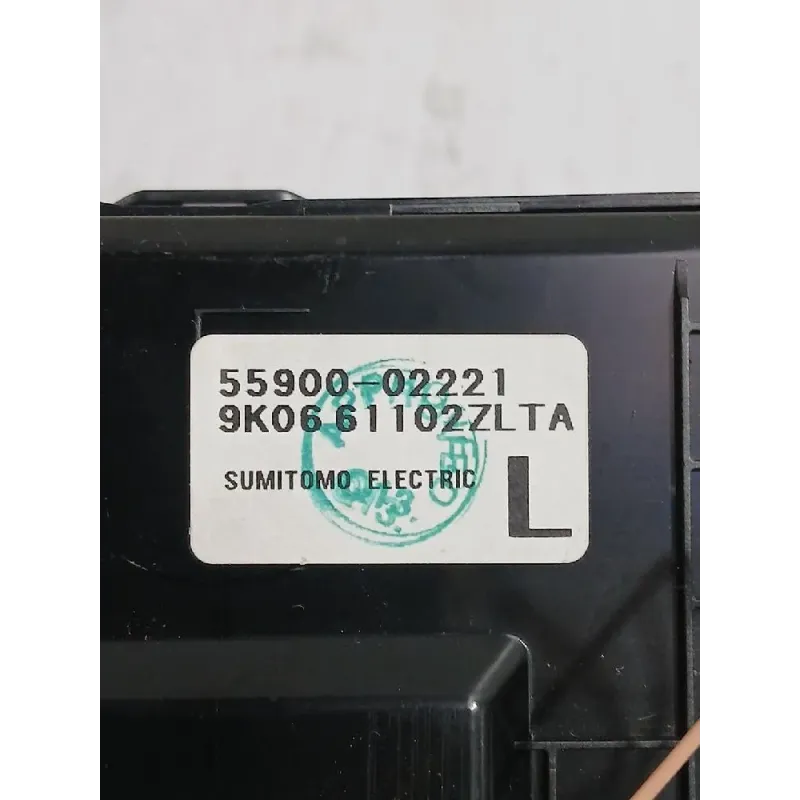 55900-02221
9K06 61102ZLTA
SUMITOMO ELECTRIC
L